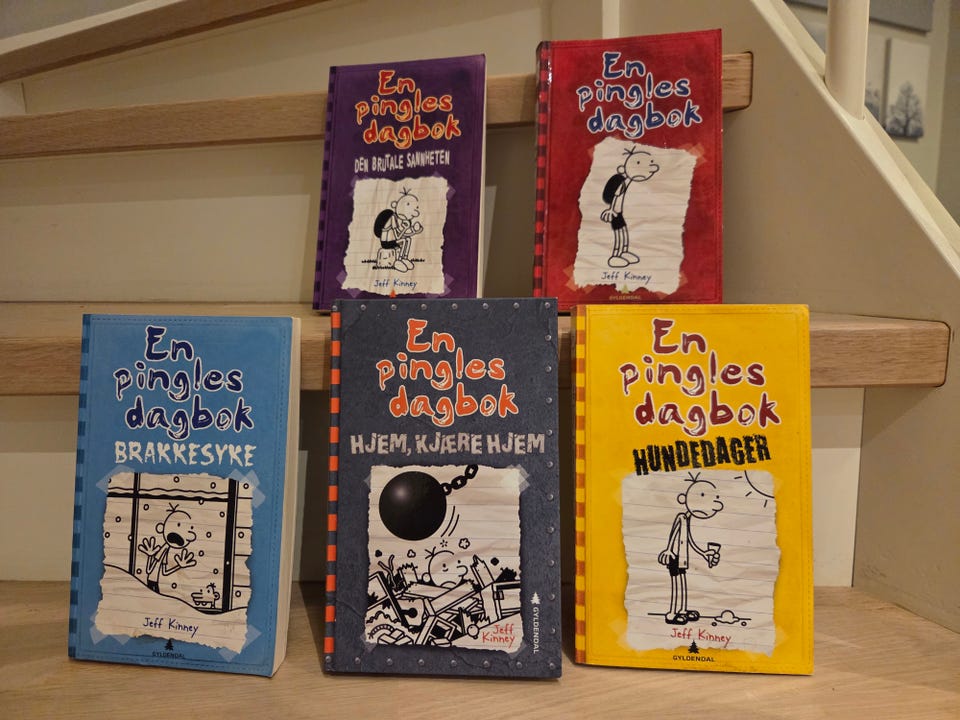 En
pingles
dagbok
DEN BRUTALE SANNHETEN
Jeff Kinney
En
pingles
dagbok
Jeff Kinney
GYLDENDAL
En
pingles
dagbok
BRAKKESYKE
Jeff Kinney
GYLDENDAL
En
pingles
dagbok
HJEM, KJÆRE HJEM
Jeff
Kinney
GYLDENDAL
En
pingles
dagbok
HUNDEDAGER
Jeff Kinney
GYLDENDAL